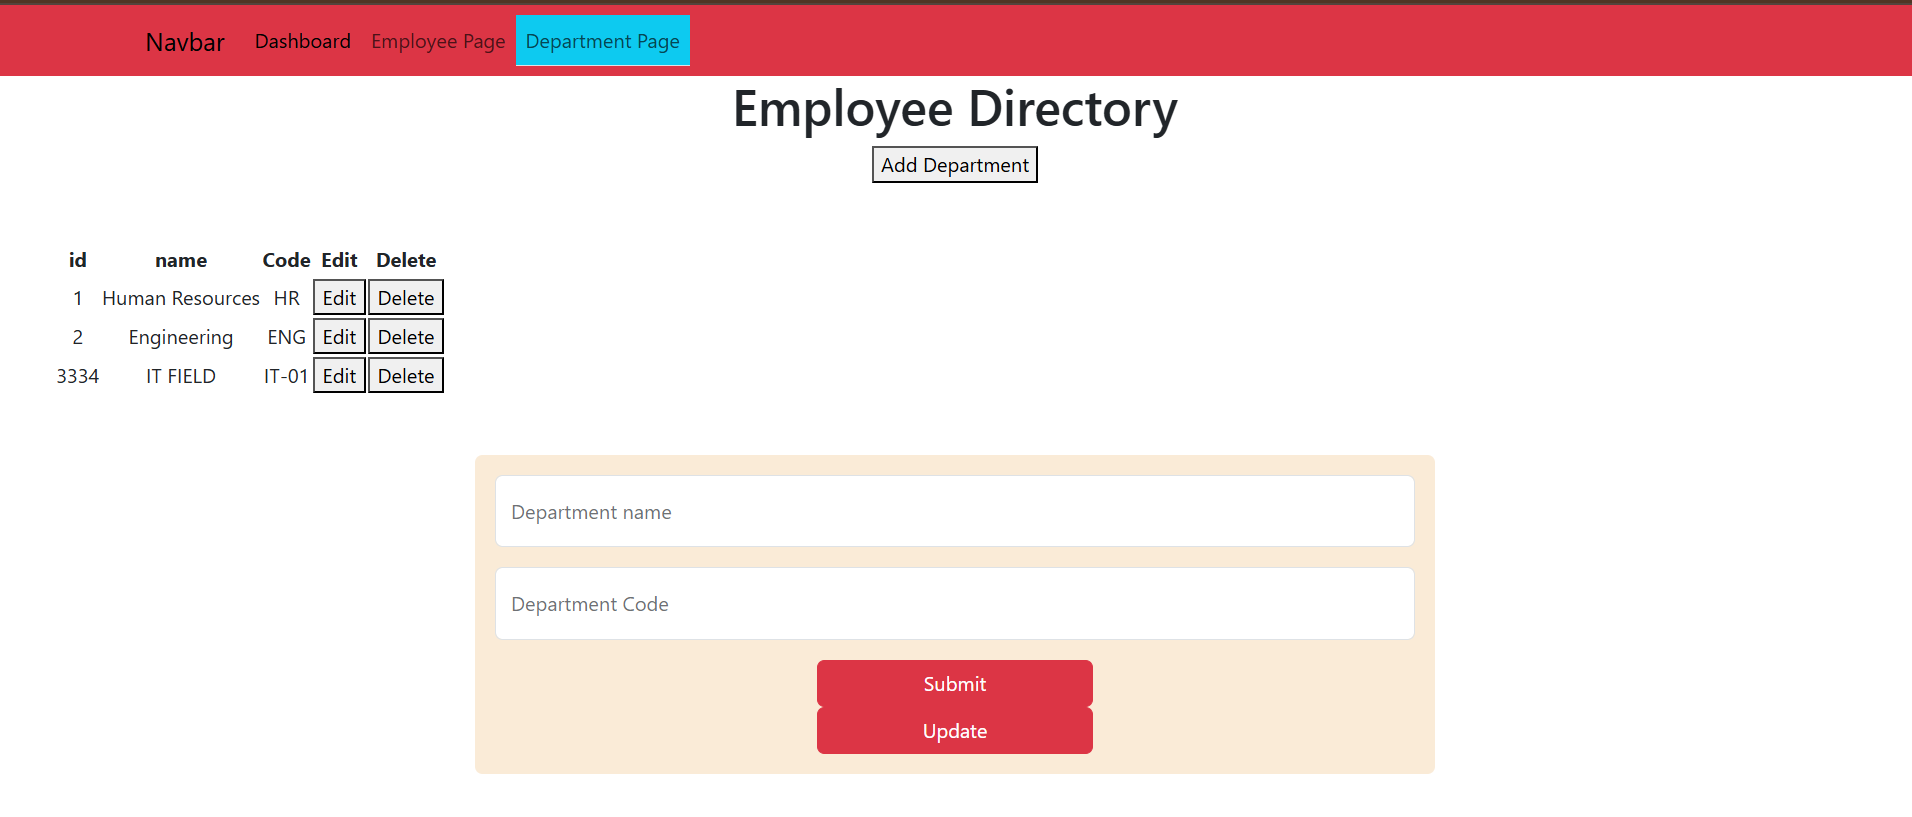 Navbar Dashboard Employee Page Department Page
Employee Directory
Add Department
id name Code Edit Delete
1 Human Resources HR Edit Delete
2 Engineering ENG Edit Delete
3334 IT FIELD IT-01 Edit Delete
Department name
Department Code
Submit
Update